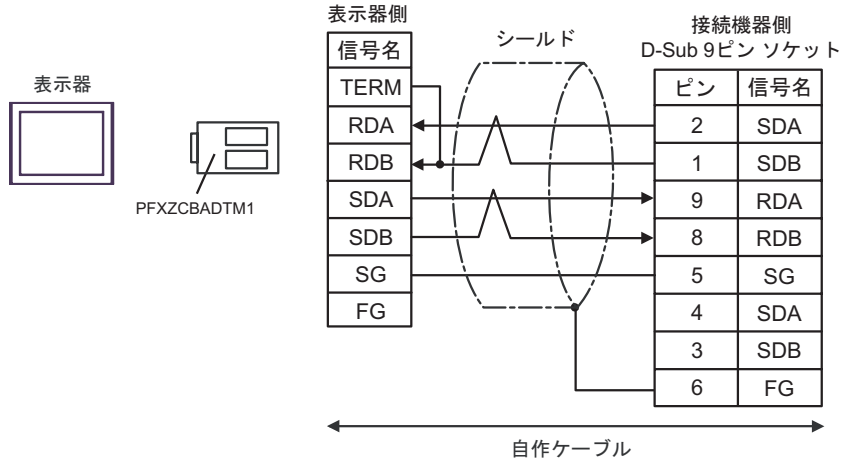 表示器
PFXZCBADTM1
表示器側
信号名
TERM
RDA
RDB
SDA
SDB
SG
FG
シールド
接続機器側
D-Sub 9ピン ソケット
ピン 信号名
2 SDA
1 SDB
9 RDA
8 RDB
5 SG
4 SDA
3 SDB
6 FG
自作ケーブル